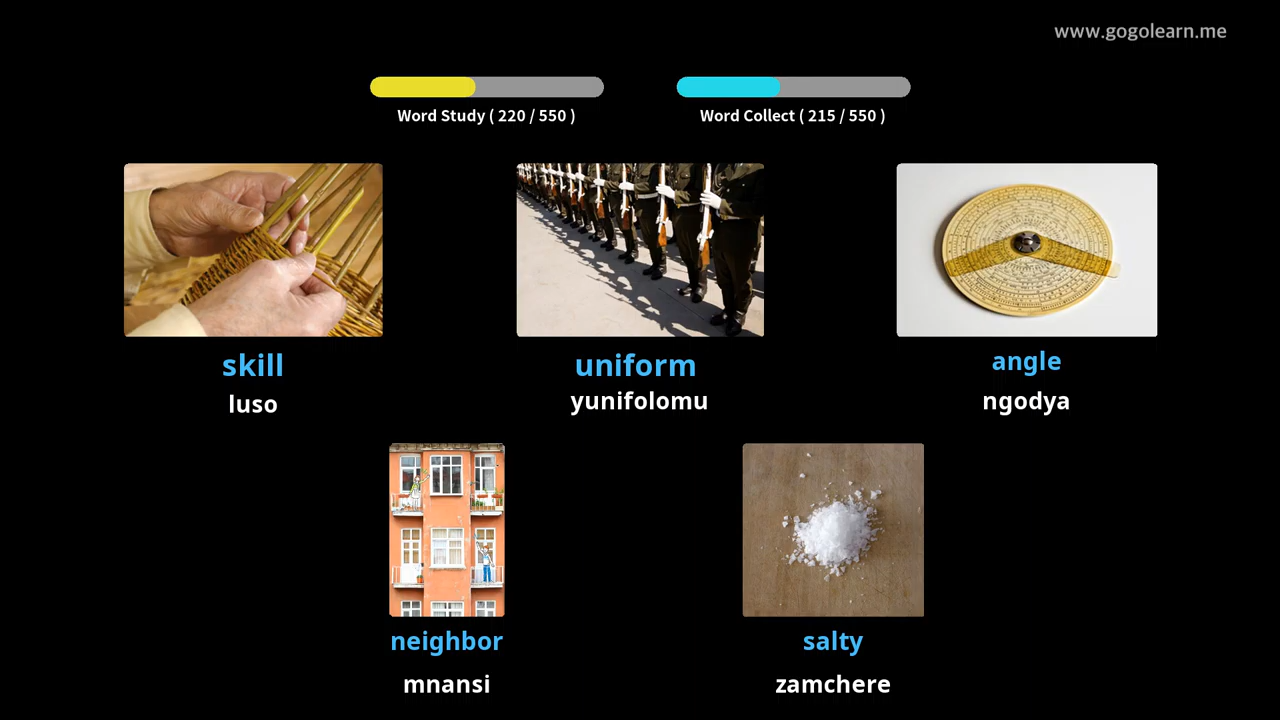 www.gogolearn.me
Word Study ( 220 / 550 )
Word Collect ( 215 / 550 )
skill
luso
uniform
yunifolomu
angle
ngodya
neighbor
mnansi
salty
zamchere